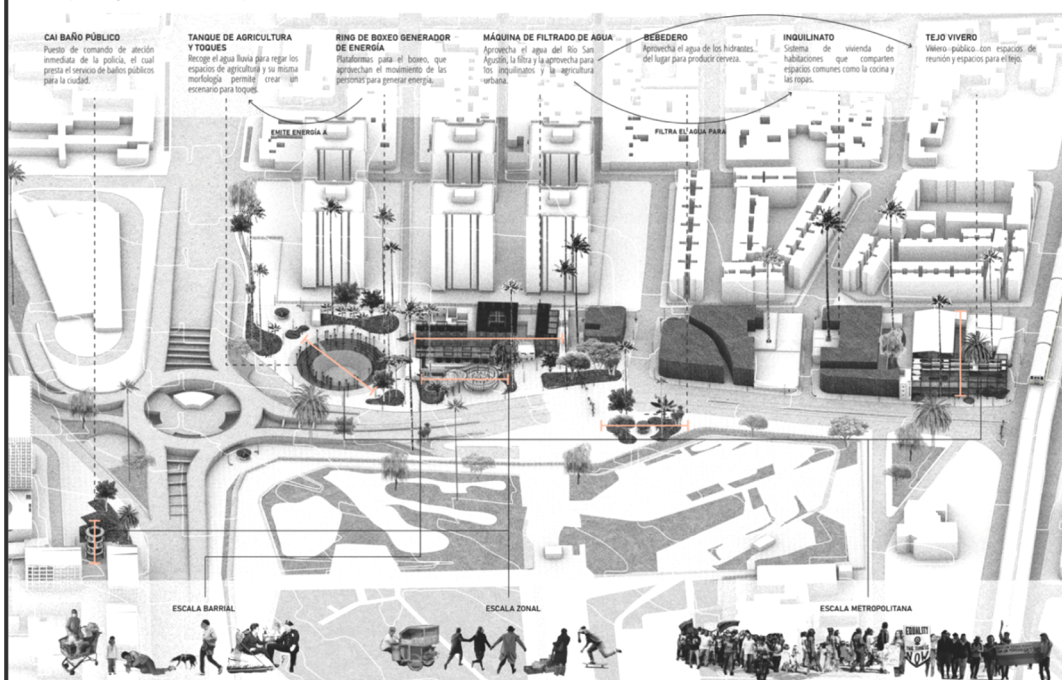 CAI BAÑO PÚBLICO
Puesto de comando de ateción
inmediata de la policía, el cual
presta el servicio de baños públicos
para la ciudad.
TANQUE DE AGRICULTURA
Y TOQUES
Recoge el agua lluvia para regar los
espacios de agricultura y su misma
morfología permite crear un
escenario para toques.
RING DE BOXEO GENERADOR
DE ENERGÍA
Plataformas para el boxeo, que
aprovechan el movimiento de las
personas para generar energía.
MÁQUINA DE FILTRADO DE AGUA
Aprovecha el agua del Río San
Agustín, la filtra y la aprovecha para
los inquilinatos y la agricultura
urbana.
BEBEDERO
Aprovecha el agua de los hidrantes
del lugar para producir cerveza.
INQUILINATO
Sistema de vivienda de
habitaciones que comparten
espacios comunes como la cocina y
las ropas.
TEJO VIVERO
Vivero público con espacios de
reunión y espacios para el tejo.
EMITE ENERGÍA A
FILTRA EL AGUA PARA
ESCALA BARRIAL
ESCALA ZONAL
ESCALA METROPOLITANA
EQUALITY
NOW